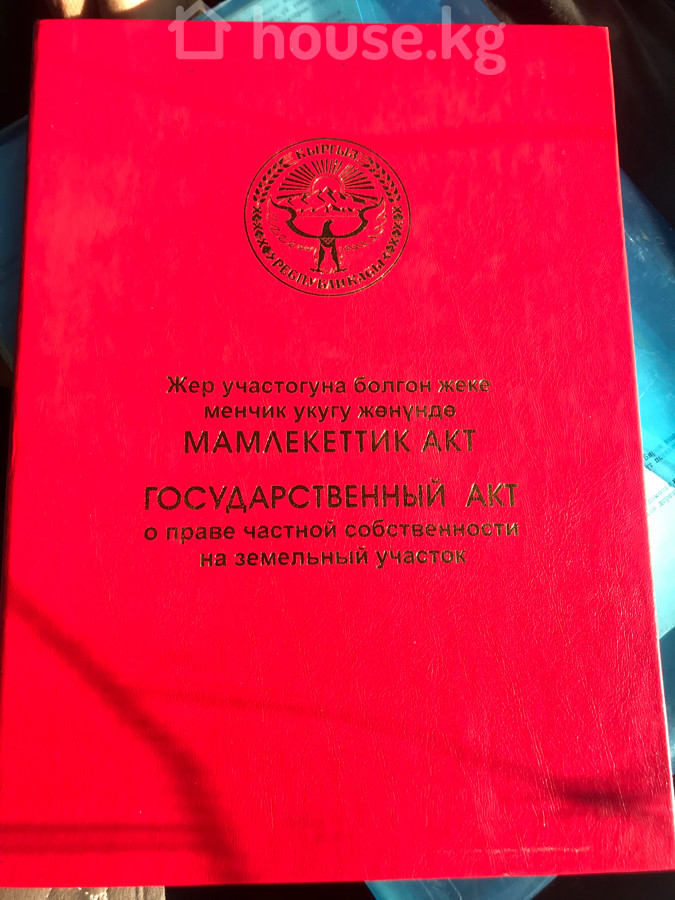 house.kg
КЫРГЫЗ
РЕСПУБЛИКАСЫ
Жер участогуна болгон жеке
менчик укугу жөнүндө
МАМЛЕКЕТТИК АКТ
ГОСУДАРСТВЕННЫЙ АКТ
о праве частной собственности
на земельный участок